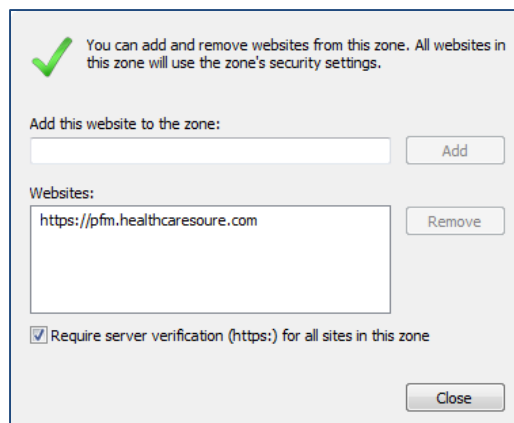 You can add and remove websites from this zone. All websites in
this zone will use the zone's security settings.
Add this website to the zone:
Add
Websites:
https://pfm.healthcaresoure.com
Remove
Require server verification (https:) for all sites in this zone
Close